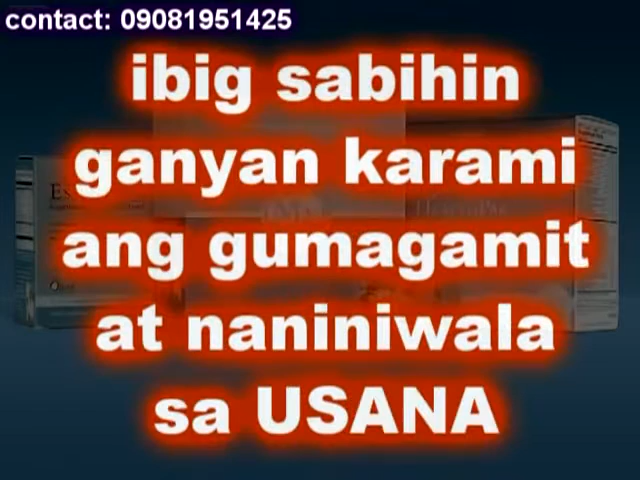 contact: 09081951425
ibig sabihin
ganyan karami
ang gumagamit
at naniniwala
sa USANA